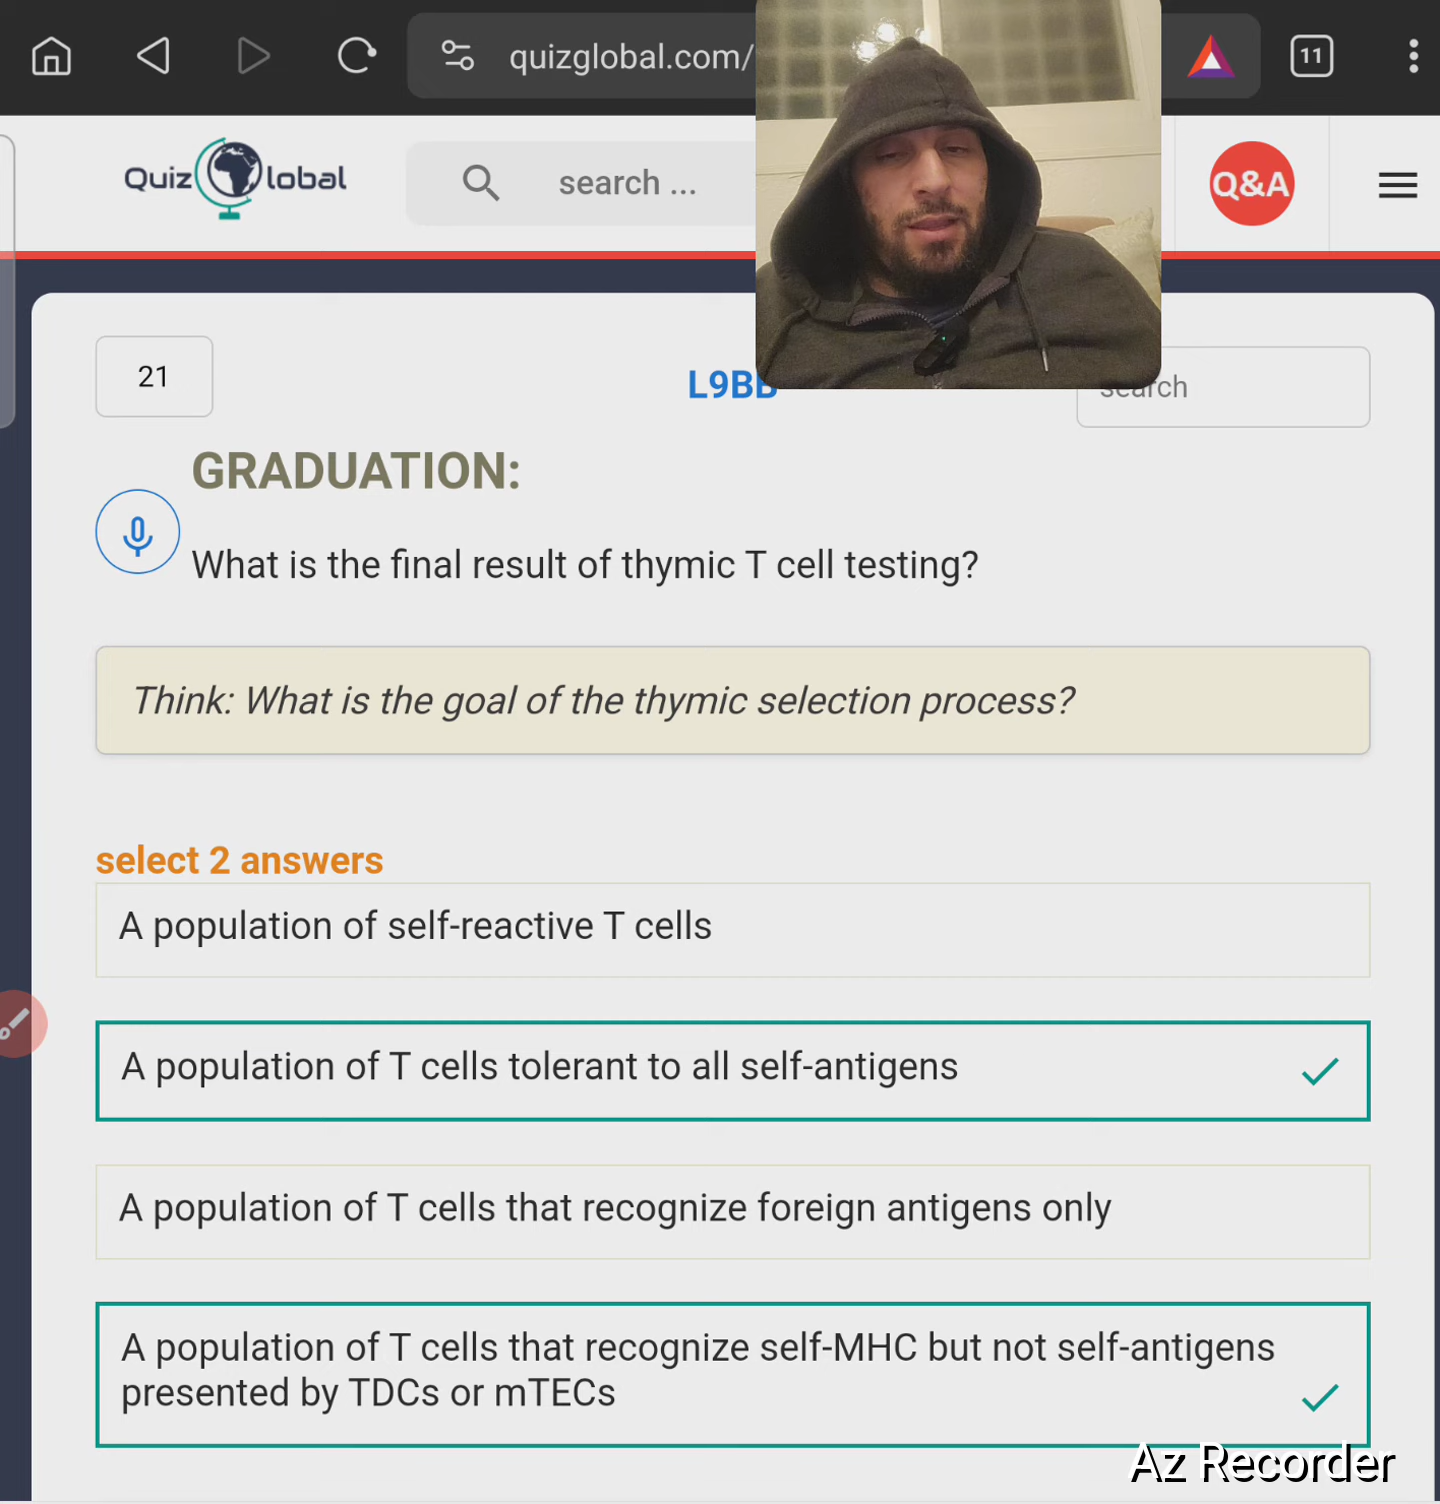 quizglobal.com/
11
Quiz Global
search ...
Q&A
21
L9BB
search
GRADUATION:
What is the final result of thymic T cell testing?
Think: What is the goal of the thymic selection process?
select 2 answers
A population of self-reactive T cells
A population of T cells tolerant to all self-antigens
A population of T cells that recognize foreign antigens only
A population of T cells that recognize self-MHC but not self-antigens
presented by TDCs or mTECs
Az Recorder